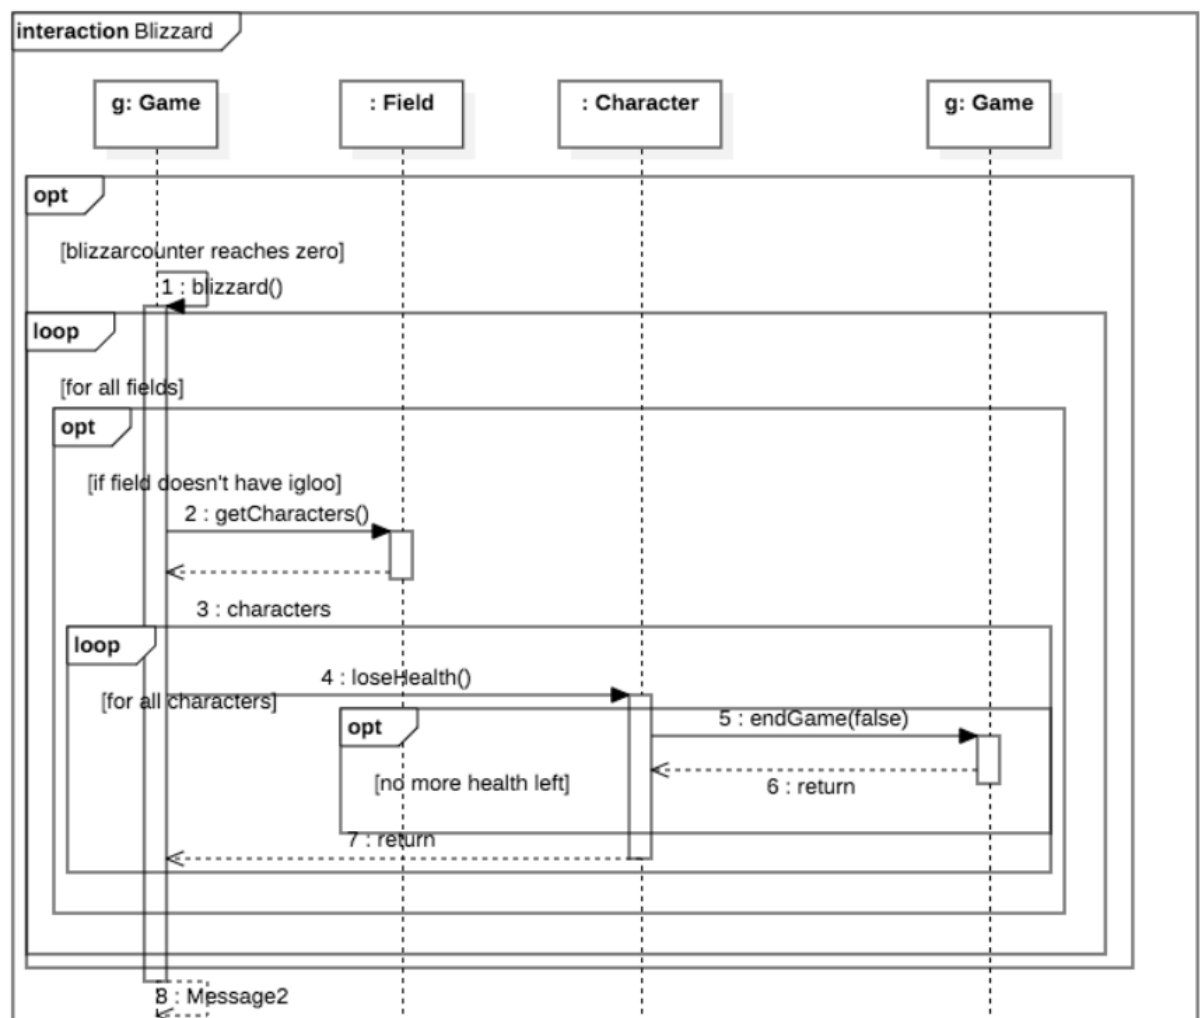 interaction Blizzard
g: Game
: Field
: Character
g: Game
opt
[blizzarcounter reaches zero]
1 : blizzard()
loop
[for all fields]
opt
[if field doesn't have igloo]
2 : getCharacters()
3 : characters
loop
4 : loseHealth()
[for all characters]
5 : endGame(false)
opt
[no more health left]
6 : return
7 : return
8 : Message2